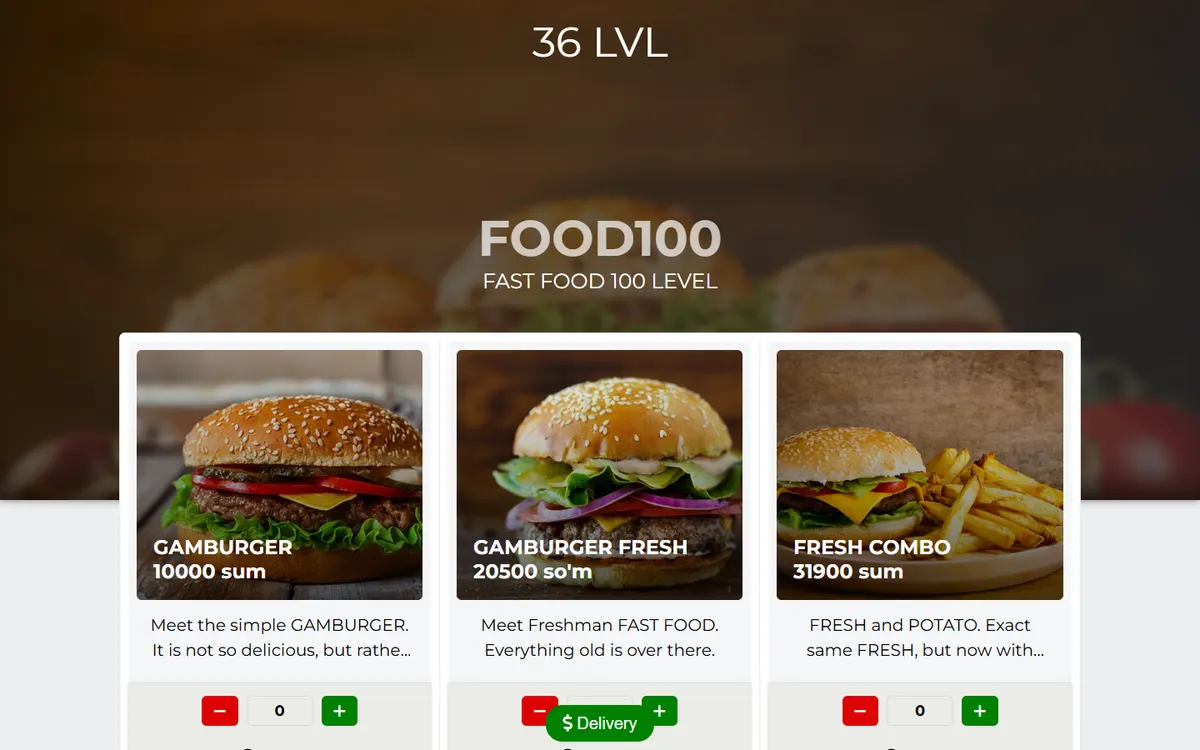 36 LVL
FOOD100
FAST FOOD 100 LEVEL
GAMBURGER
10000 sum
GAMBURGER FRESH
20500 so'm
FRESH COMBO
31900 sum
Meet the simple GAMBURGER.
It is not so delicious, but rathe...
Meet Freshman FAST FOOD.
Everything old is over there.
FRESH and POTATO. Exact
same FRESH, but now with...
− 0 +
− +
− 0 +
$ Delivery